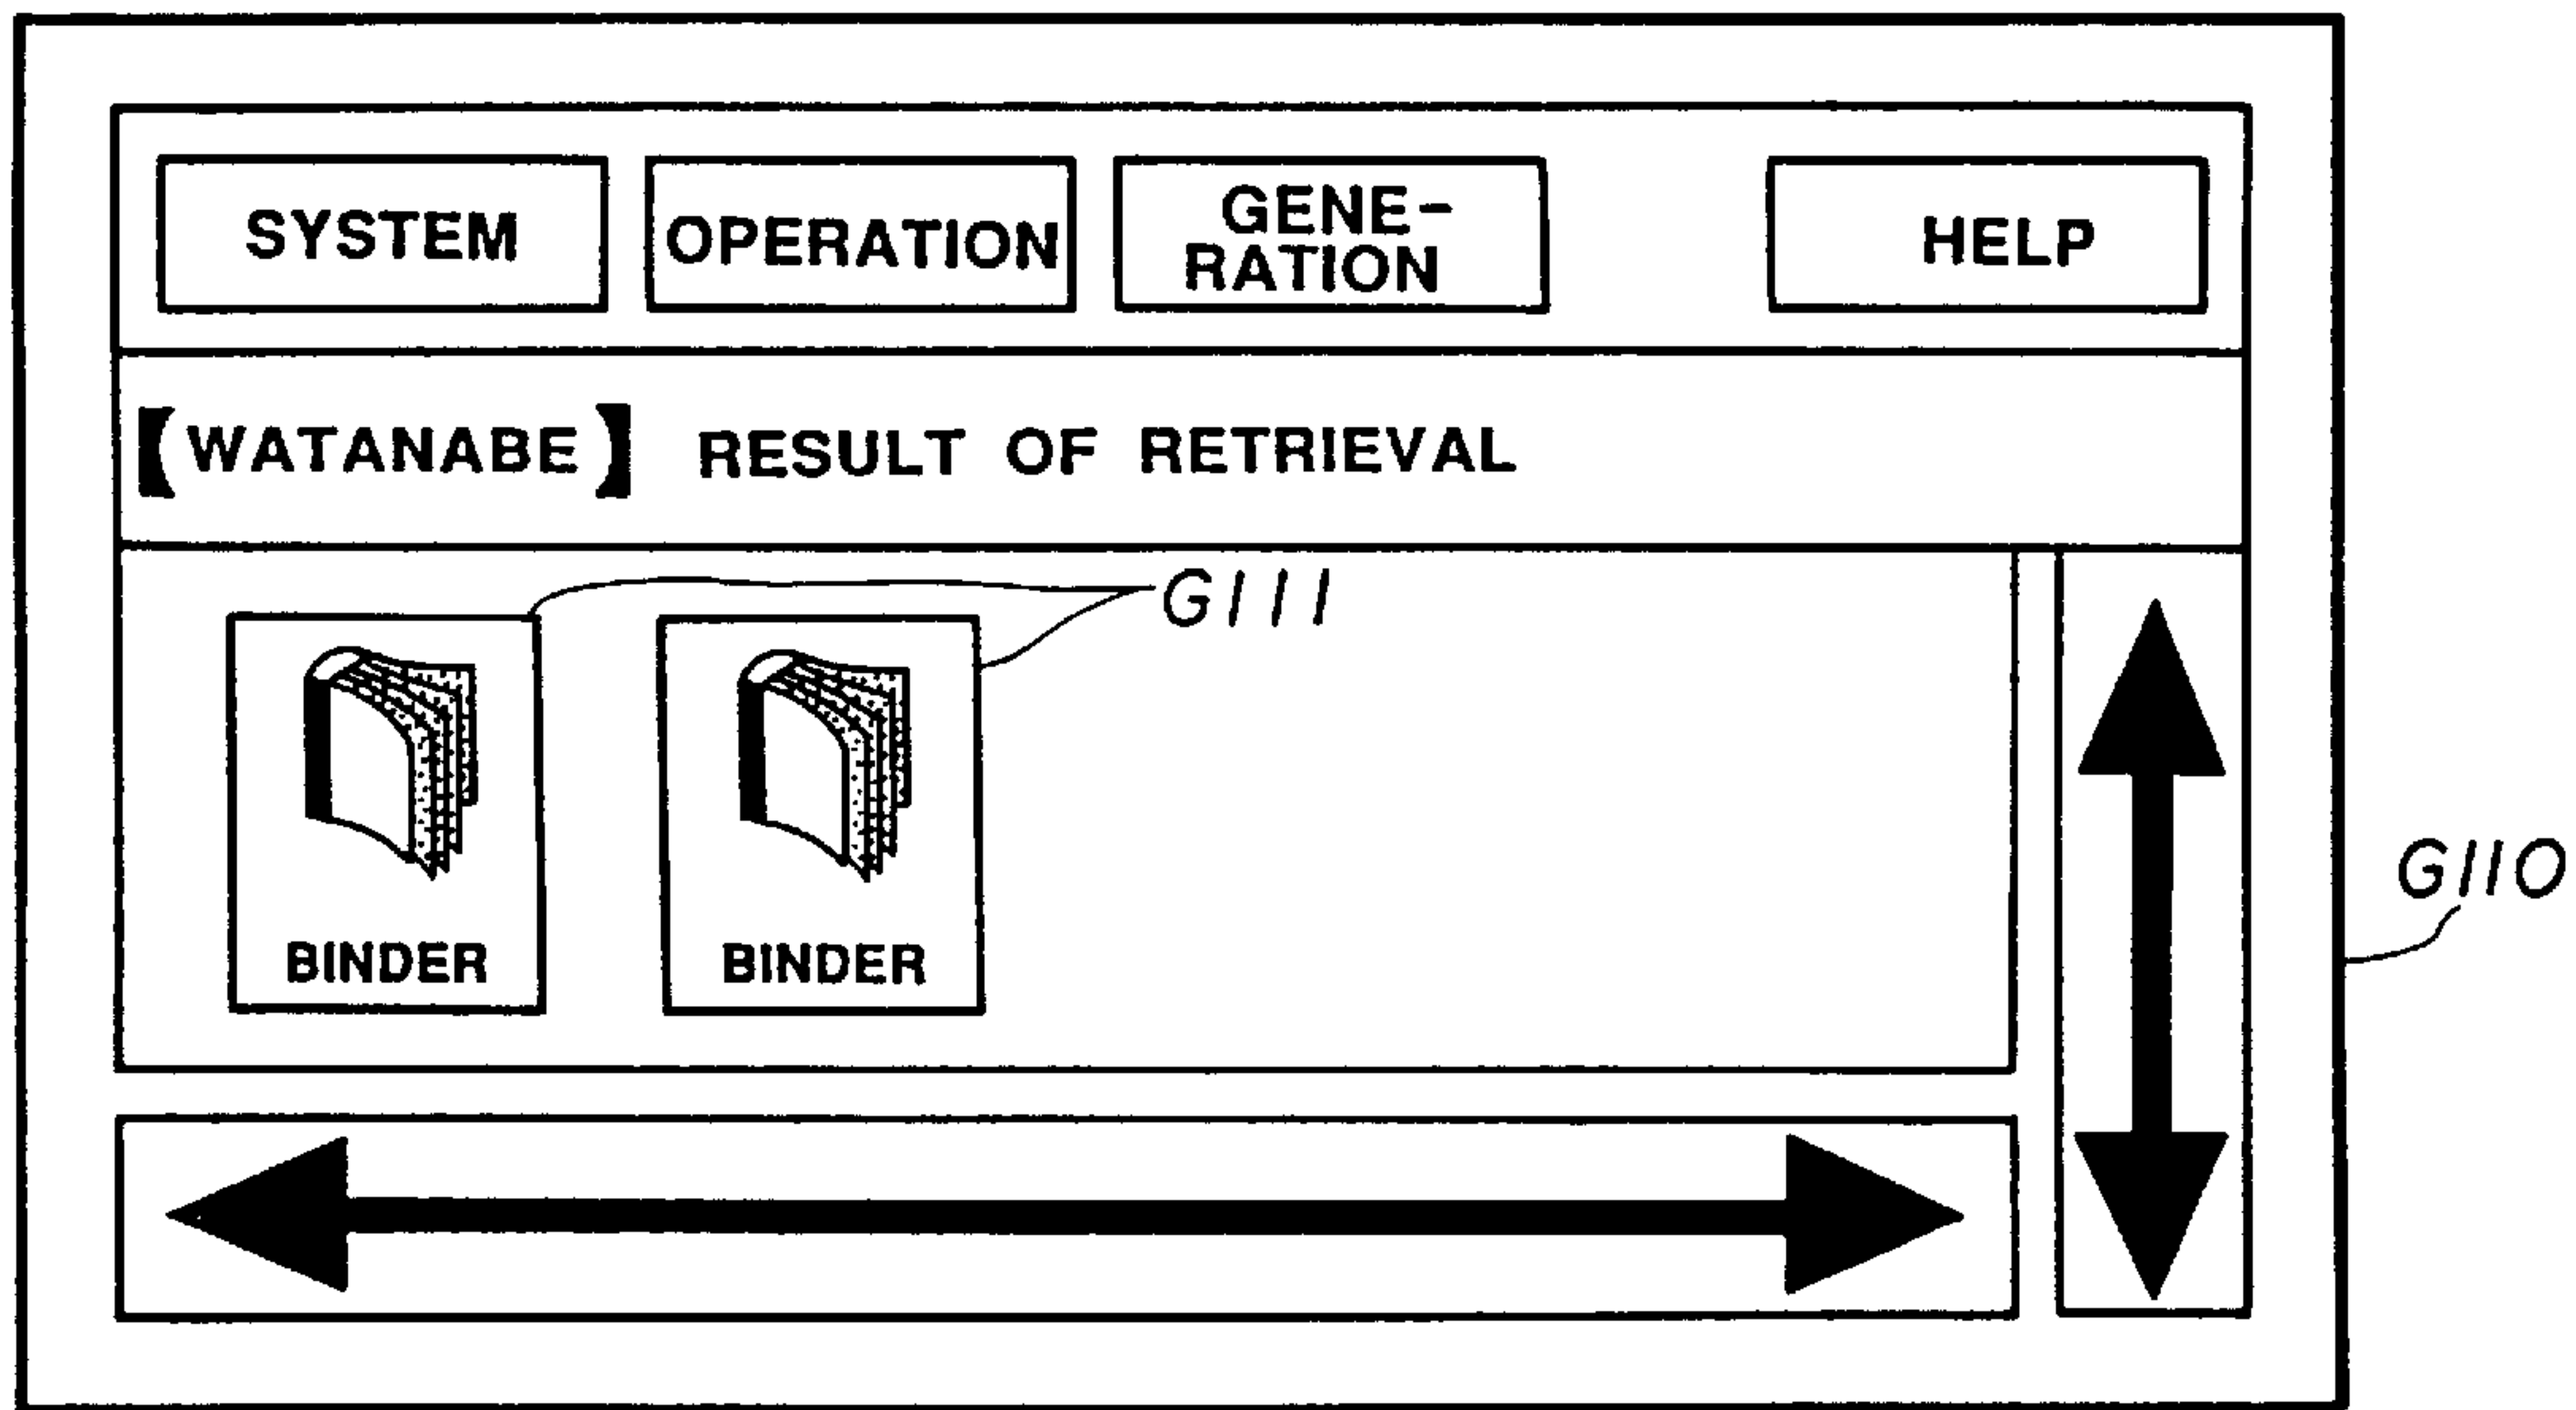 SYSTEM OPERATION GENE-
RATION HELP
【WATANABE】 RESULT OF RETRIEVAL
G111
BINDER BINDER
G110